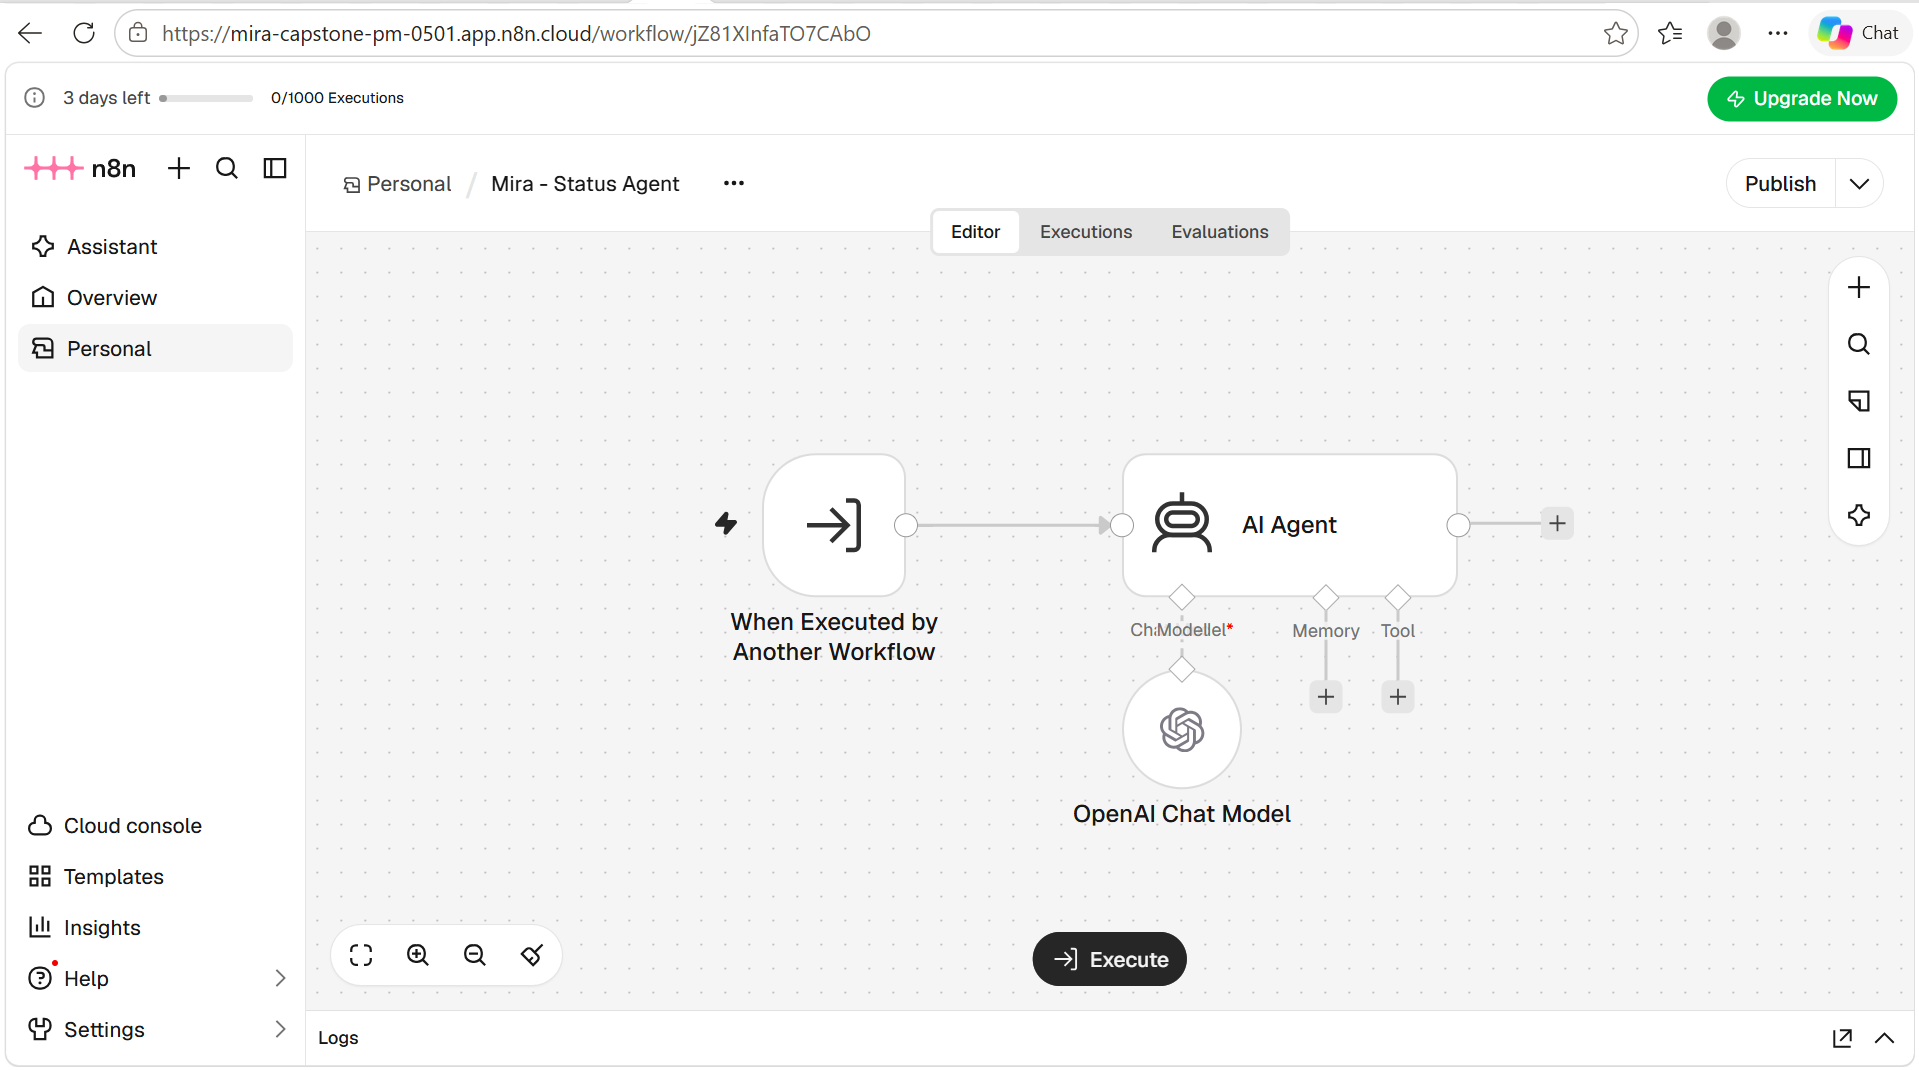 https://mira-capstone-pm-0501.app.n8n.cloud/workflow/jZ81XInfaTO7CAbO
Chat
3 days left
0/1000 Executions
Upgrade Now
n8n
Personal / Mira - Status Agent
Publish
Editor
Executions
Evaluations
Assistant
Overview
Personal
AI Agent
When Executed by
Another Workflow
Model*
Memory
Tool
OpenAI Chat Model
Cloud console
Templates
Insights
Help
Settings
Execute
Logs